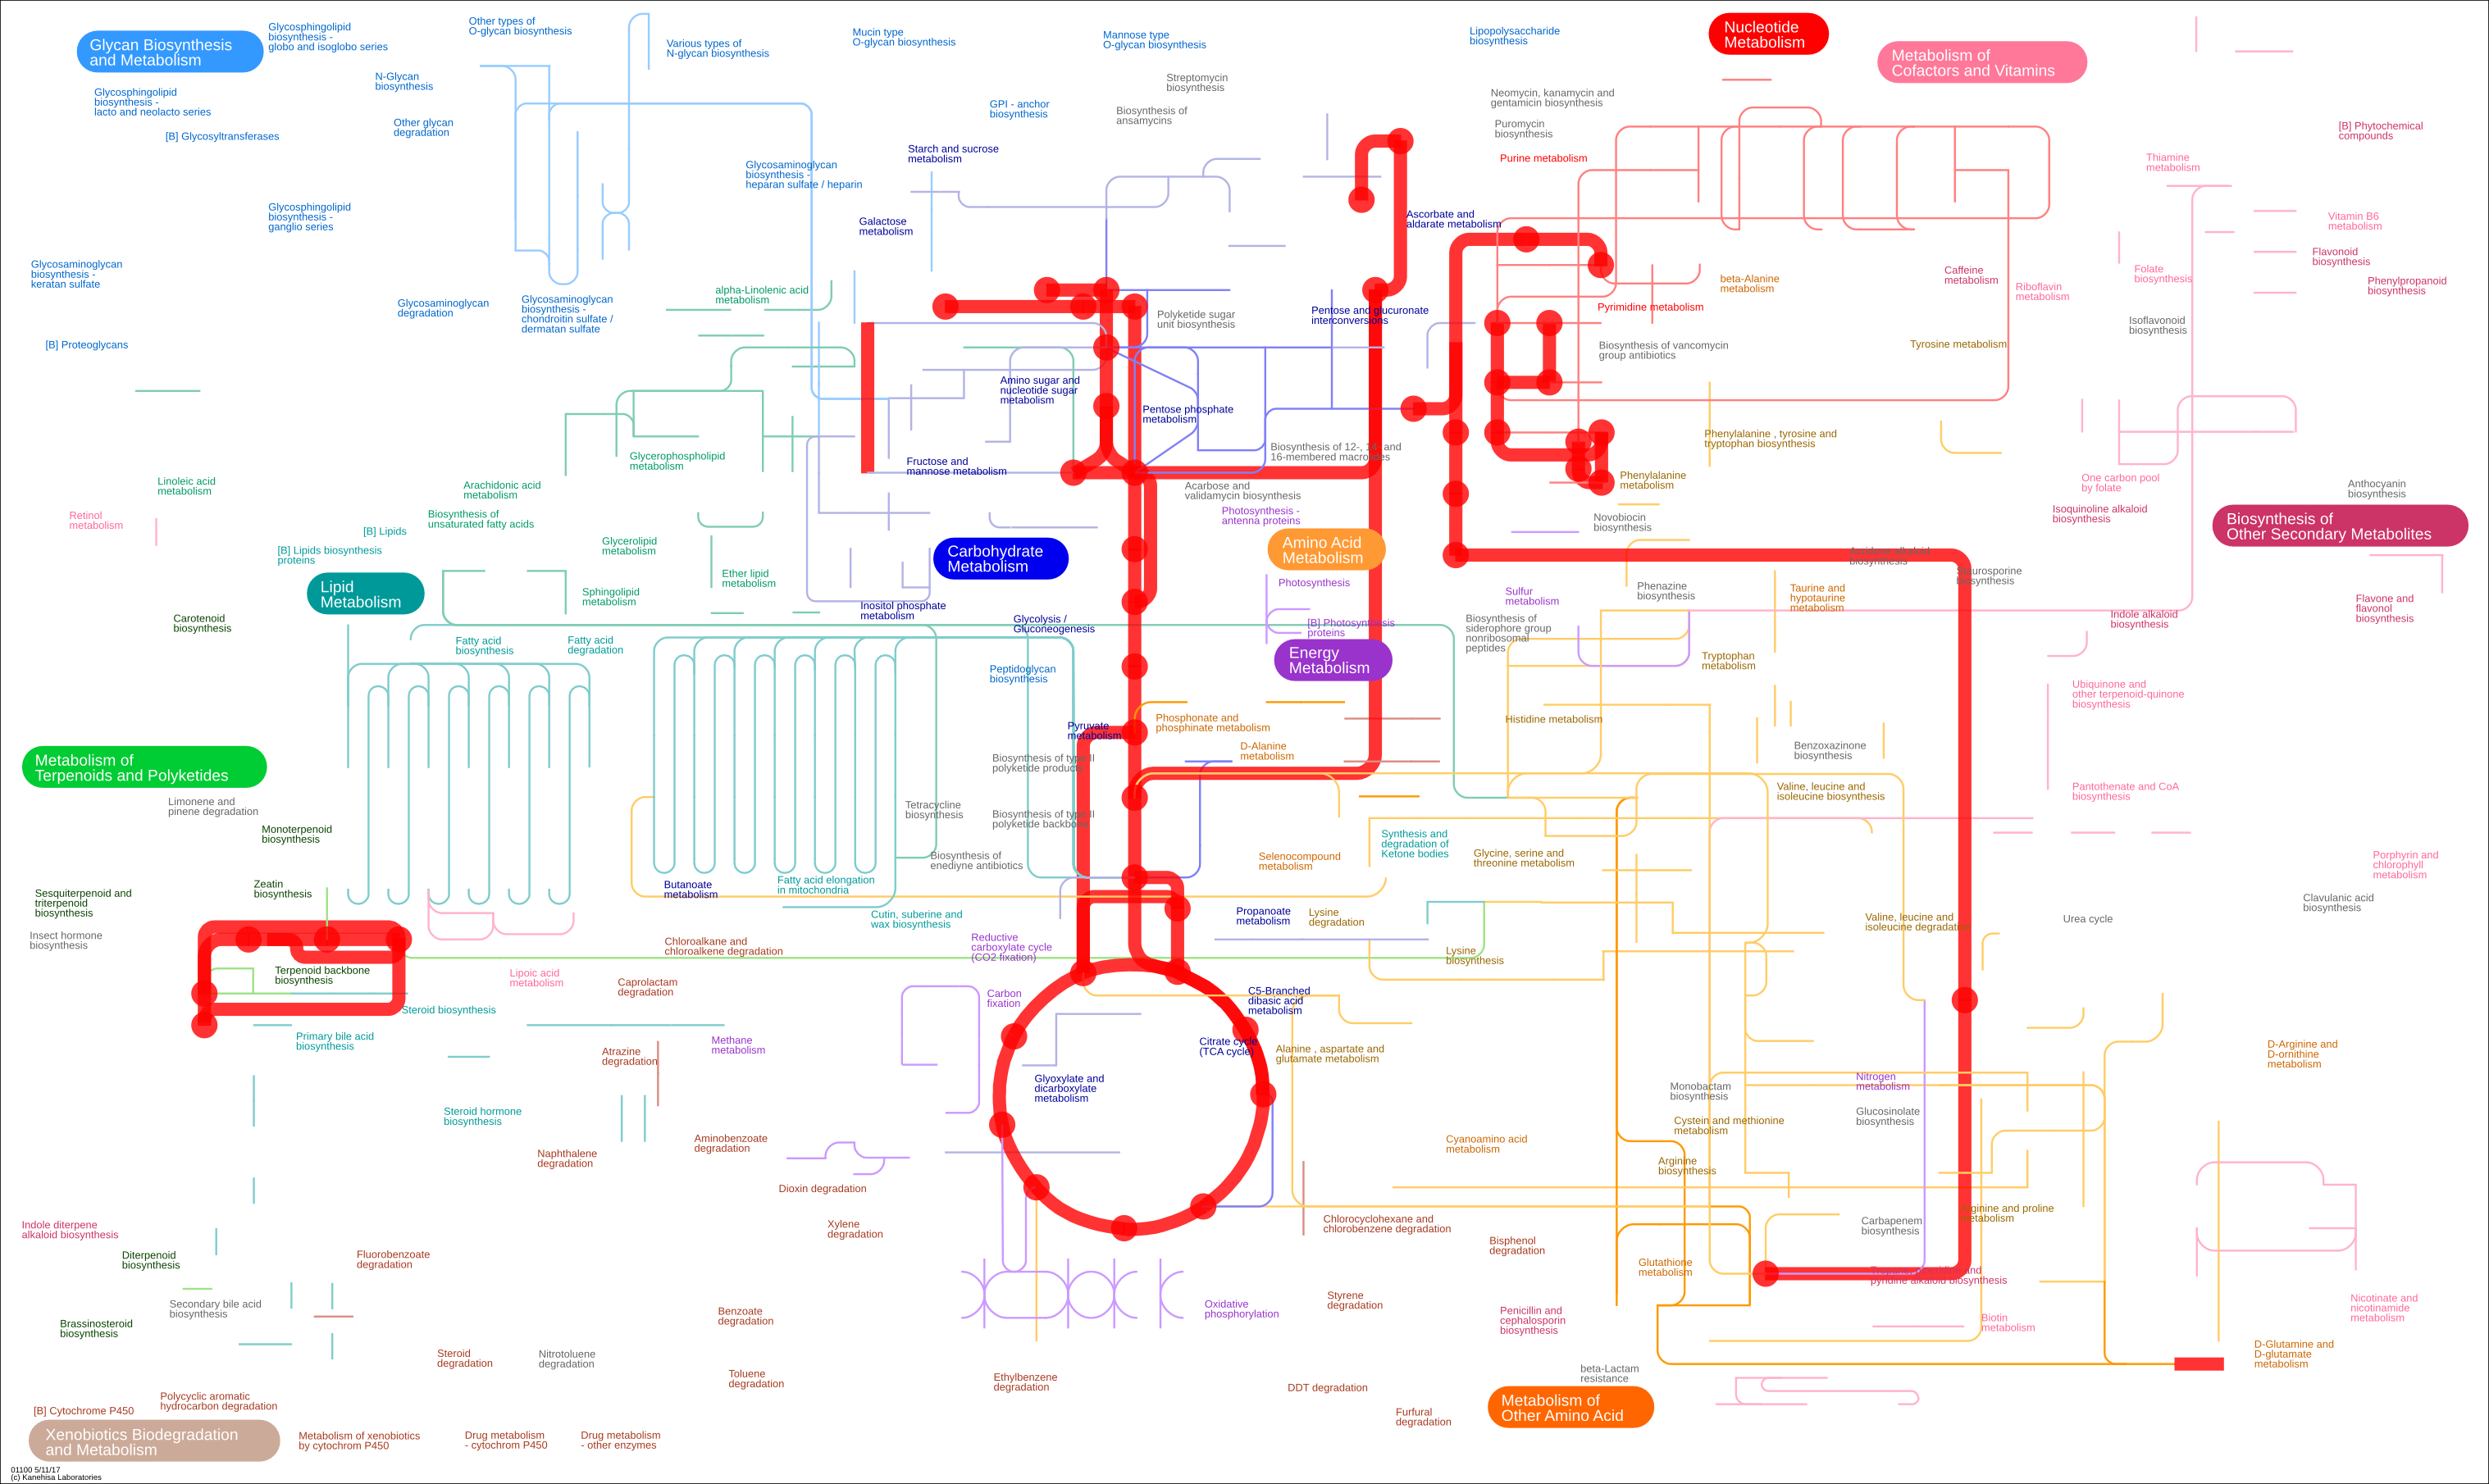 Glycan Biosynthesis
and Metabolism
Glycosphingolipid
biosynthesis -
globo and isoglobo series
Other types of
O-glycan biosynthesis
Various types of
N-glycan biosynthesis
Mucin type
O-glycan biosynthesis
Mannose type
O-glycan biosynthesis
Lipopolysaccharide
biosynthesis
Nucleotide
Metabolism
Metabolism of
Cofactors and Vitamins
N-Glycan
biosynthesis
Glycosphingolipid
biosynthesis -
lacto and neolacto series
Other glycan
degradation
[B] Glycosyltransferases
GPI - anchor
biosynthesis
Streptomycin
biosynthesis
Biosynthesis of
ansamycins
Neomycin, kanamycin and
gentamicin biosynthesis
Puromycin
biosynthesis
Purine metabolism
[B] Phytochemical
compounds
Thiamine
metabolism
Starch and sucrose
metabolism
Glycosaminoglycan
biosynthesis -
heparan sulfate / heparin
Glycosphingolipid
biosynthesis -
ganglio series
Galactose
metabolism
Ascorbate and
aldarate metabolism
Vitamin B6
metabolism
Flavonoid
biosynthesis
Phenylpropanoid
biosynthesis
Glycosaminoglycan
biosynthesis -
keratan sulfate
Glycosaminoglycan
degradation
Glycosaminoglycan
biosynthesis -
chondroitin sulfate /
dermatan sulfate
alpha-Linolenic acid
metabolism
Polyketide sugar
unit biosynthesis
Pentose and glucuronate
interconversions
Pyrimidine metabolism
beta-Alanine
metabolism
Caffeine
metabolism
Riboflavin
metabolism
Folate
biosynthesis
Isoflavonoid
biosynthesis
[B] Proteoglycans
Biosynthesis of vancomycin
group antibiotics
Tyrosine metabolism
Amino sugar and
nucleotide sugar
metabolism
Pentose phosphate
metabolism
Biosynthesis of 12-, 14- and
16-membered macrolides
Phenylalanine , tyrosine and
tryptophan biosynthesis
Glycerophospholipid
metabolism
Fructose and
mannose metabolism
Phenylalanine
metabolism
One carbon pool
by folate
Anthocyanin
biosynthesis
Linoleic acid
metabolism
Arachidonic acid
metabolism
Acarbose and
validamycin biosynthesis
Retinol
metabolism
Biosynthesis of
unsaturated fatty acids
Photosynthesis -
antenna proteins
Novobiocin
biosynthesis
Isoquinoline alkaloid
biosynthesis
Biosynthesis of
Other Secondary Metabolites
[B] Lipids
[B] Lipids biosynthesis
proteins
Glycerolipid
metabolism
Carbohydrate
Metabolism
Amino Acid
Metabolism
Acridone alkaloid
biosynthesis
Staurosporine
biosynthesis
Lipid
Metabolism
Ether lipid
metabolism
Sphingolipid
metabolism
Photosynthesis
Sulfur
metabolism
Phenazine
biosynthesis
Taurine and
hypotaurine
metabolism
Flavone and
flavonol
biosynthesis
Carotenoid
biosynthesis
Inositol phosphate
metabolism
Glycolysis /
Gluconeogenesis
[B] Photosynthesis
proteins
Biosynthesis of
siderophore group
nonribosomal
peptides
Indole alkaloid
biosynthesis
Fatty acid
biosynthesis
Fatty acid
degradation
Energy
Metabolism
Tryptophan
metabolism
Peptidoglycan
biosynthesis
Ubiquinone and
other terpenoid-quinone
biosynthesis
Pyruvate
metabolism
Phosphonate and
phosphinate metabolism
Histidine metabolism
D-Alanine
metabolism
Benzoxazinone
biosynthesis
Metabolism of
Terpenoids and Polyketides
Biosynthesis of type II
polyketide products
Valine, leucine and
isoleucine biosynthesis
Pantothenate and CoA
biosynthesis
Limonene and
pinene degradation
Tetracycline
biosynthesis
Biosynthesis of type II
polyketide backbone
Monoterpenoid
biosynthesis
Synthesis and
degradation of
Ketone bodies
Biosynthesis of
enediyne antibiotics
Selenocompound
metabolism
Glycine, serine and
threonine metabolism
Porphyrin and
chlorophyll
metabolism
Zeatin
biosynthesis
Sesquiterpenoid and
triterpenoid
biosynthesis
Butanoate
metabolism
Fatty acid elongation
in mitochondria
Clavulanic acid
biosynthesis
Cutin, suberine and
wax biosynthesis
Propanoate
metabolism
Lysine
degradation
Valine, leucine and
isoleucine degradation
Urea cycle
Insect hormone
biosynthesis
Chloroalkane and
chloroalkene degradation
Reductive
carboxylate cycle
(CO2 fixation)
Lysine
biosynthesis
Terpenoid backbone
biosynthesis
Lipoic acid
metabolism
Caprolactam
degradation
Carbon
fixation
C5-Branched
dibasic acid
metabolism
Steroid biosynthesis
Primary bile acid
biosynthesis
Atrazine
degradation
Methane
metabolism
Citrate cycle
(TCA cycle)
Alanine , aspartate and
glutamate metabolism
D-Arginine and
D-ornithine
metabolism
Glyoxylate and
dicarboxylate
metabolism
Monobactam
biosynthesis
Nitrogen
metabolism
Steroid hormone
biosynthesis
Cystein and methionine
metabolism
Glucosinolate
biosynthesis
Aminobenzoate
degradation
Cyanoamino acid
metabolism
Naphthalene
degradation
Arginine
biosynthesis
Dioxin degradation
Arginine and proline
metabolism
Indole diterpene
alkaloid biosynthesis
Xylene
degradation
Chlorocyclohexane and
chlorobenzene degradation
Carbapenem
biosynthesis
Diterpenoid
biosynthesis
Fluorobenzoate
degradation
Bisphenol
degradation
Glutathione
metabolism
Tropane, piperidine and
pyridine alkaloid biosynthesis
Secondary bile acid
biosynthesis
Benzoate
degradation
Oxidative
phosphorylation
Styrene
degradation
Penicillin and
cephalosporin
biosynthesis
Biotin
metabolism
Nicotinate and
nicotinamide
metabolism
Brassinosteroid
biosynthesis
Steroid
degradation
Nitrotoluene
degradation
D-Glutamine and
D-glutamate
metabolism
Toluene
degradation
Ethylbenzene
degradation
DDT degradation
beta-Lactam
resistance
Polycyclic aromatic
hydrocarbon degradation
[B] Cytochrome P450
Furfural
degradation
Metabolism of
Other Amino Acid
Xenobiotics Biodegradation
and Metabolism
Metabolism of xenobiotics
by cytochrom P450
Drug metabolism
- cytochrom P450
Drug metabolism
- other enzymes
01100 5/11/17
(c) Kanehisa Laboratories